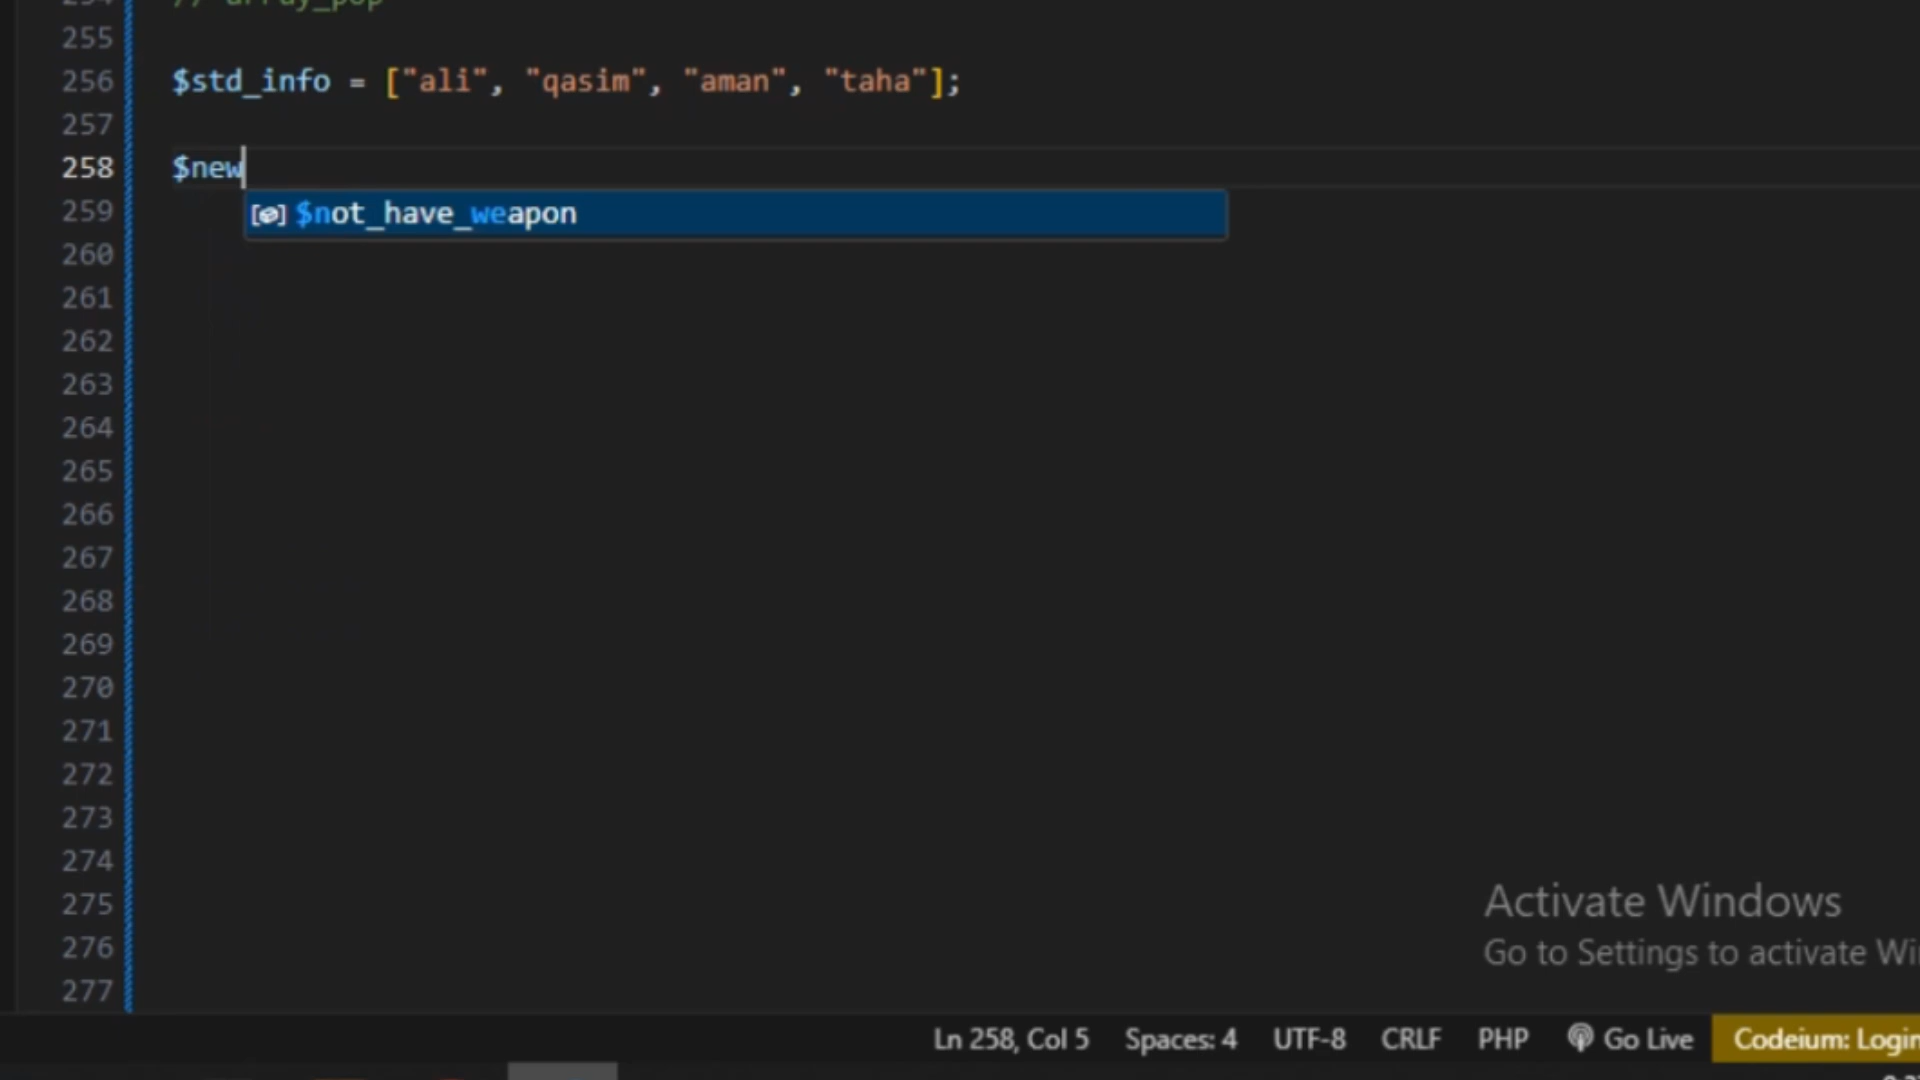 254 // array_pop
255
256 $std_info = ["ali", "qasim", "aman", "taha"];
257
258 $new
259 $not_have_weapon
260
261
262
263
264
265
266
267
268
269
270
271
272
273
274
275
276
277
Activate Windows
Go to Settings to activate Wi
Ln 258, Col 5 Spaces: 4 UTF-8 CRLF PHP Go Live Codeium: Login